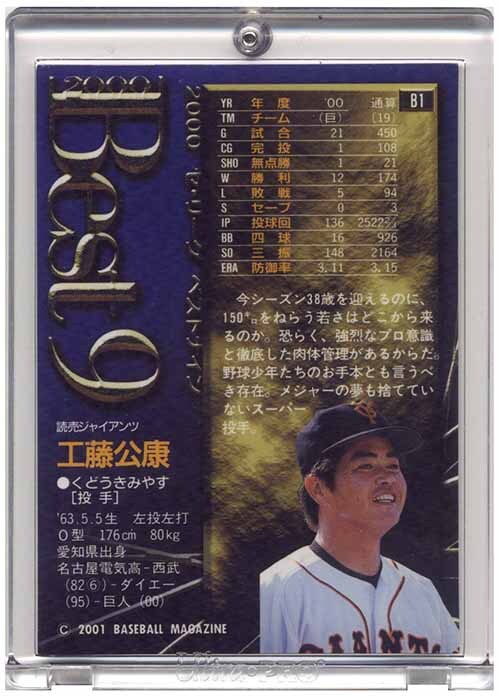 2000
Best 9
2000 セ・リーグ ベストナイン
B1
YR 年度 '00 通算
TM チーム (巨) (19)
G 試合 21 450
CG 完投 1 108
SHO 無点勝 1 21
W 勝利 12 174
L 敗戦 5 94
S セーブ 0 3
IP 投球回 136 2522⅔
BB 四球 16 926
SO 三振 148 2164
ERA 防御率 3.11 3.15
今シーズン38歳を迎えるのに、
150㌔をねらう若さはどこから来
るのか。恐らく、強烈なプロ意識
と徹底した肉体管理があるからだ。
野球少年たちのお手本とも言うべ
き存在。メジャーの夢も捨ててい
ないスーパー
投手。
読売ジャイアンツ
工藤公康
●くどうきみやす
[投手]
'63.5.5生 左投左打
O型 176cm 80kg
愛知県出身
名古屋電気高-西武
(82⑥)-ダイエー
(95)-巨人(00)
GIANTS
C 2001 BASEBALL MAGAZINE
Ultra·PRO